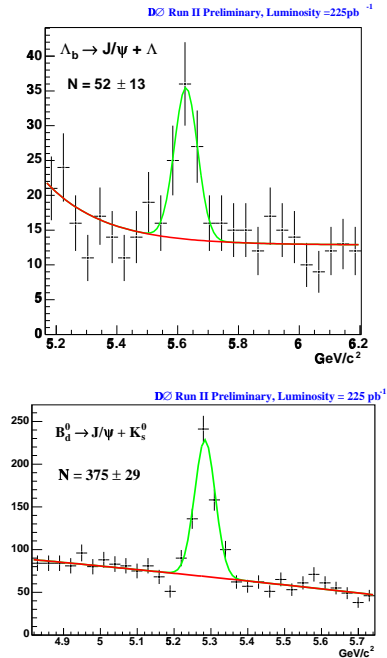 DØ Run II Preliminary, Luminosity =225pb⁻¹
Λ_b → J/ψ + Λ
N = 52 ± 13
40
35
30
25
20
15
10
5
0
5.2 5.4 5.6 5.8 6 6.2
GeV/c²
DØ Run II Preliminary, Luminosity = 225 pb⁻¹
B⁰_d → J/ψ + K⁰_s
N = 375 ± 29
250
200
150
100
50
0
4.9 5 5.1 5.2 5.3 5.4 5.5 5.6 5.7
GeV/c²